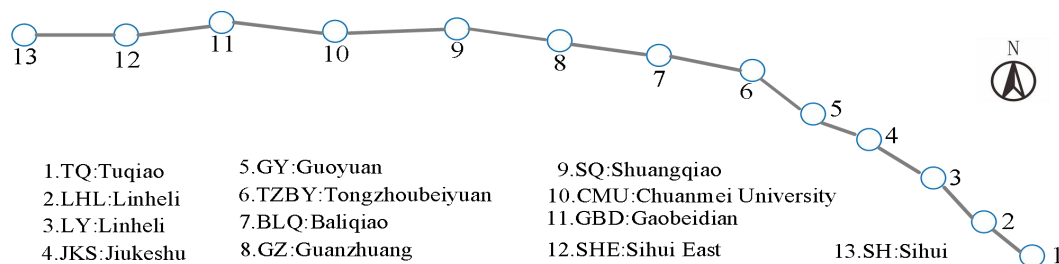 N
13
12
11
10
9
8
7
6
5
4
3
2
1
1.TQ:Tuqiao
2.LHL:Linheli
3.LY:Linheli
4.JKS:Jiukeshu
5.GY:Guoyuan
6.TZBY:Tongzhoubeiyuan
7.BLQ:Baliqiao
8.GZ:Guanzhuang
9.SQ:Shuangqiao
10.CMU:Chuanmei University
11.GBD:Gaobeidian
12.SHE:Sihui East
13.SH:Sihui